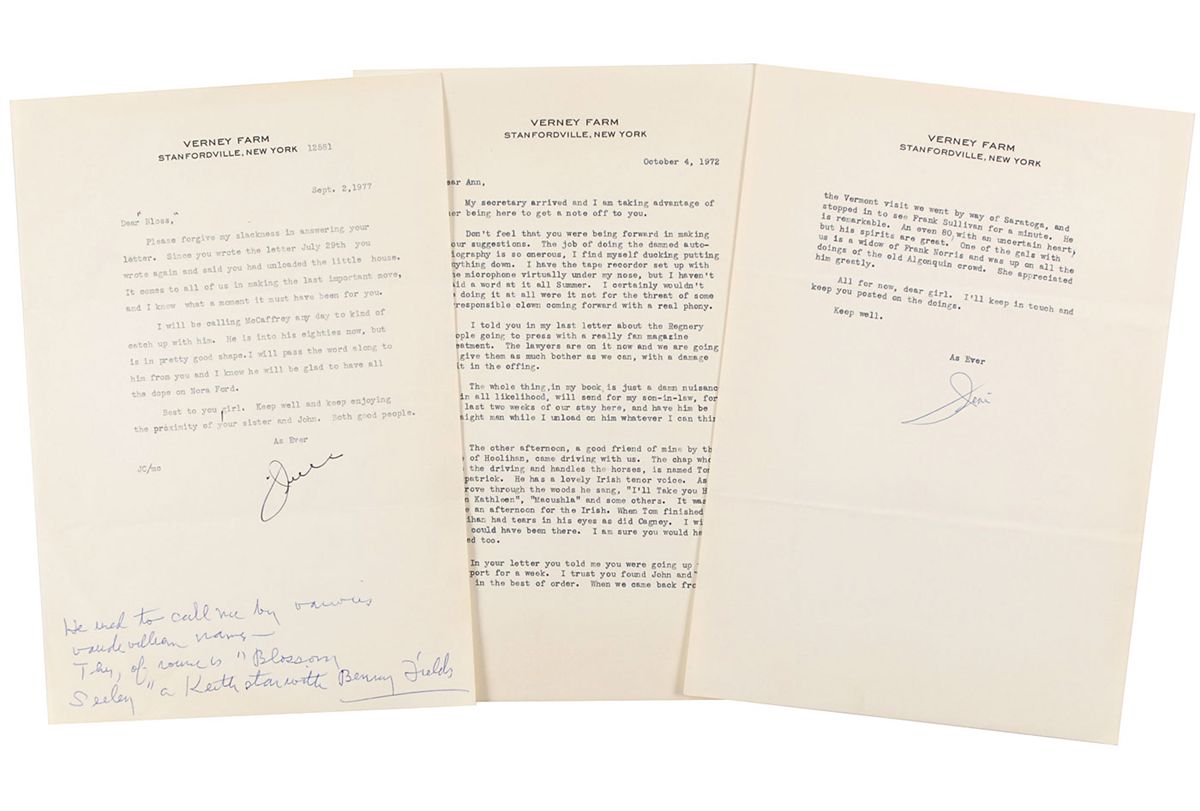 VERNEY FARM
STANFORDVILLE, NEW YORK 12581
Sept. 2,1977
Dear "Bloss,"
Please forgive my slackness in answering your
letter. Since you wrote the letter July 29th you
wrote again and said you had unloaded the little house.
It comes to all of us in making the last important move,
and I know what a moment it must have been for you.
I will be calling McCaffrey any day to kind of
catch up with him. He is into his eighties now, but
is in pretty good shape.I will pass the word along to
him from you and I know he will be glad to have all
the dope on Nora Ford.
Best to you girl. Keep well and keep enjoying
the proximity of your sister and John. Both good people.
As Ever
JC/mc
He used to call me by various
vaudevillean names—
They, of course is "Blossom
Seeley" a Keith star with Benny Fields
VERNEY FARM
STANFORDVILLE, NEW YORK
October 4, 1972
ear Ann,
My secretary arrived and I am taking advantage of
er being here to get a note off to you.
Don't feel that you were being forward in making
our suggestions. The job of doing the damned auto-
iography is so onerous, I find myself ducking putting
ything down. I have the tape recorder set up with
e microphone virtually under my nose, but I haven't
id a word at it all Summer. I certainly wouldn't
doing it at all were it not for the threat of some
responsible clown coming forward with a real phony.
I told you in my last letter about the Regnery
ople going to press with a really fan magazine
eatment. The lawyers are on it now and we are going
give them as much bother as we can, with a damage
it in the offing.
The whole thing,in my book,is just a damn nuisanc
in all likelihood, will send for my son-in-law, for
last two weeks of our stay here, and have him be
aight man while I unload on him whatever I can thi
The other afternoon, a good friend of mine by th
of Hoolihan, came driving with us. The chap who
the driving and handles the horses, is named To
patrick. He has a lovely Irish tenor voice. As
rove through the woods he sang, "I'll Take you H
n Kathleen", "Macushla" and some others. It was
e an afternoon for the Irish. When Tom finished
ihan had tears in his eyes as did Cagney. I wi
could have been there. I am sure you would he
ed too.
In your letter you told me you were going up
port for a week. I trust you found John and
in the best of order. When we came back fro
VERNEY FARM
STANFORDVILLE, NEW YORK
the Vermont visit we went by way of Saratoga, and
stopped in to see Frank Sullivan for a minute. He
is remarkable. An even 80,with an uncertain heart,
but his spirits are great. One of the gals with
us is a widow of Frank Norris and was up on all the
doings of the old Algonquin crowd. She appreciated
him greatly.
All for now, dear girl. I'll keep in touch and
keep you posted on the doings.
Keep well.
As Ever